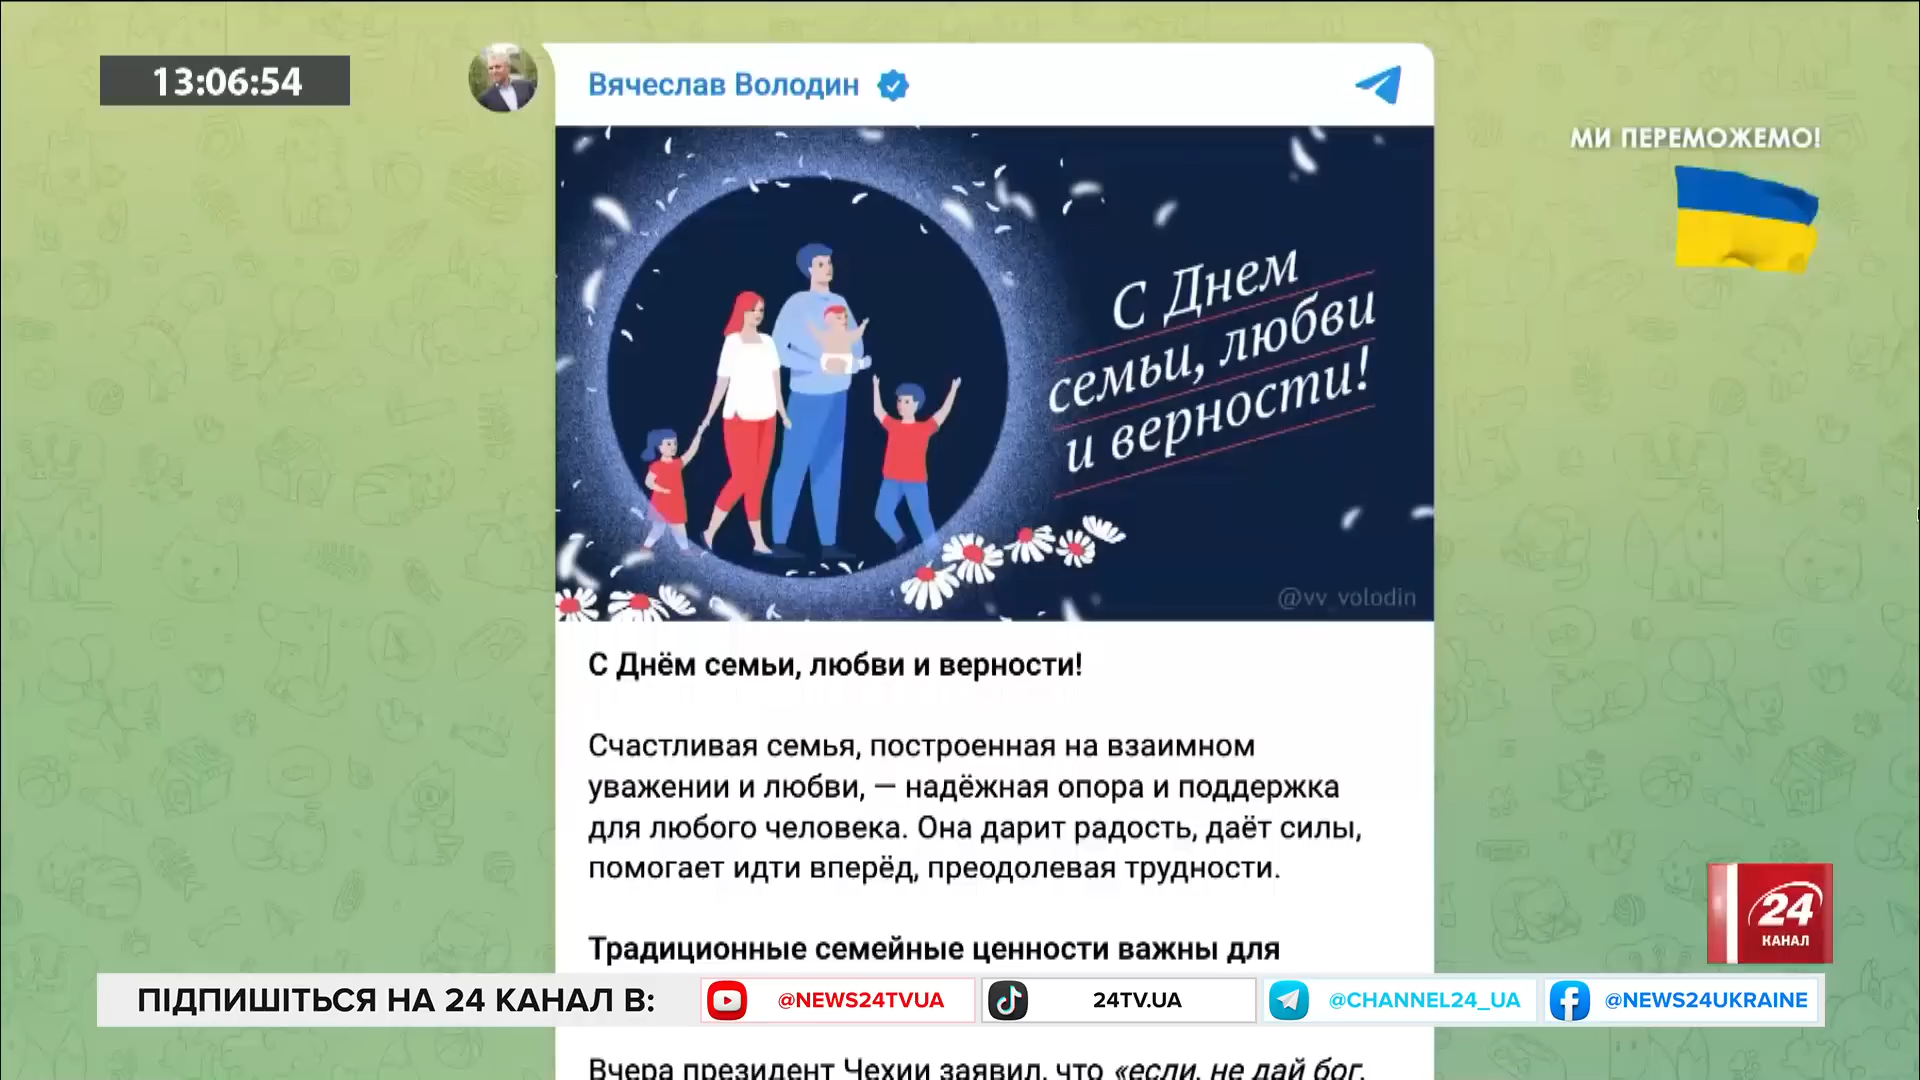 13:06:54
Вячеслав Володин
МИ ПЕРЕМОЖЕМО!
С Днем
семьи, любви
и верности!
@vv_volodin
С Днём семьи, любви и верности!
Счастливая семья, построенная на взаимном
уважении и любви, — надёжная опора и поддержка
для любого человека. Она дарит радость, даёт силы,
помогает идти вперёд, преодолевая трудности.
Традиционные семейные ценности важны для
24
КАНАЛ
ПІДПИШІТЬСЯ НА 24 КАНАЛ В:
@NEWS24TVUA
24TV.UA
@CHANNEL24_UA
@NEWS24UKRAINE
Вчера президент Чехии заявил, что «если, не дай бог,